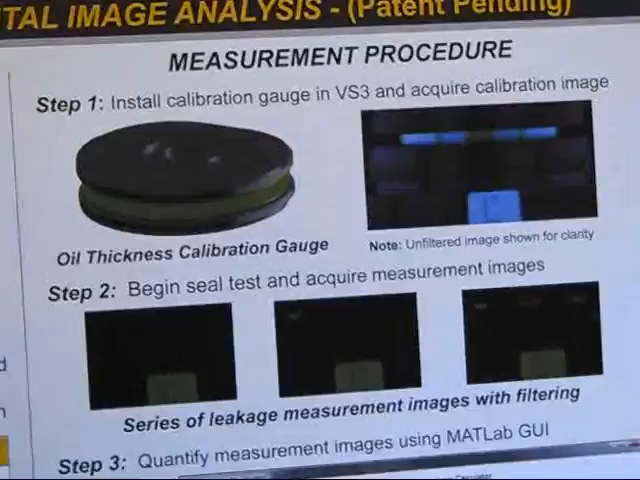 TAL IMAGE ANALYSIS - (Patent Pending)
MEASUREMENT PROCEDURE
Step 1: Install calibration gauge in VS3 and acquire calibration image
Oil Thickness Calibration Gauge
Note: Unfiltered image shown for clarity
Step 2: Begin seal test and acquire measurement images
Series of leakage measurement images with filtering
Step 3: Quantify measurement images using MATLab GUI